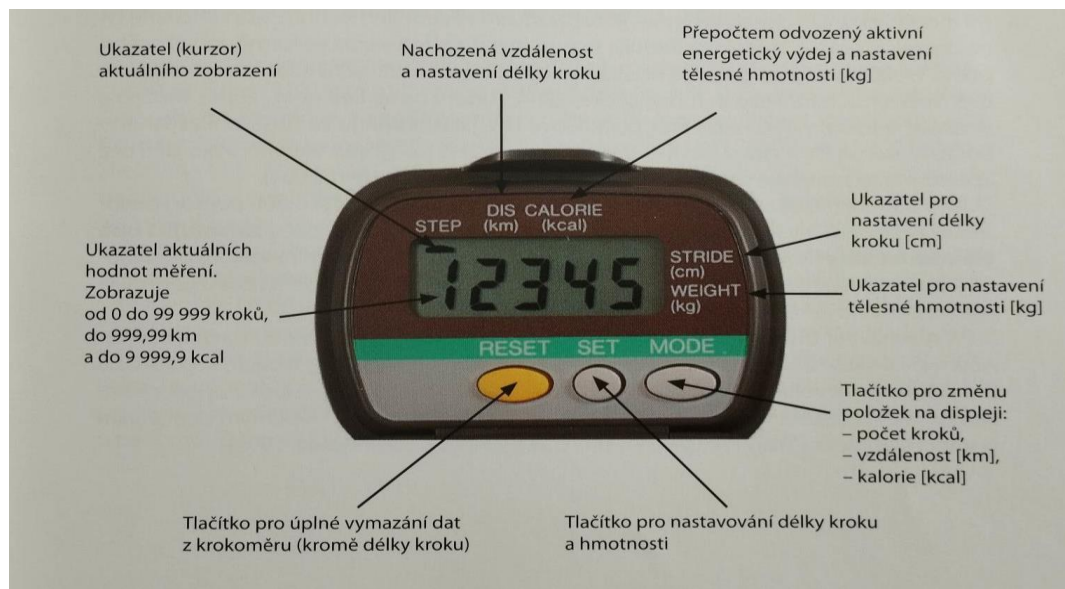 Ukazatel (kurzor)
aktuálního zobrazení
Nachozená vzdálenost
a nastavení délky kroku
Přepočtem odvozený aktivní
energetický výdej a nastavení
tělesné hmotnosti [kg]
Ukazatel aktuálních
hodnot měření.
Zobrazuje
od 0 do 99 999 kroků,
do 999,99 km
a do 9 999,9 kcal
STEP
DIS
(km)
CALORIE
(kcal)
12345
STRIDE
(cm)
WEIGHT
(kg)
RESET SET MODE
Ukazatel pro
nastavení délky
kroku [cm]
Ukazatel pro nastavení
tělesné hmotnosti [kg]
Tlačítko pro změnu
položek na displeji:
– počet kroků,
– vzdálenost [km],
– kalorie [kcal]
Tlačítko pro úplné vymazání dat
z krokoměru (kromě délky kroku)
Tlačítko pro nastavování délky kroku
a hmotnosti